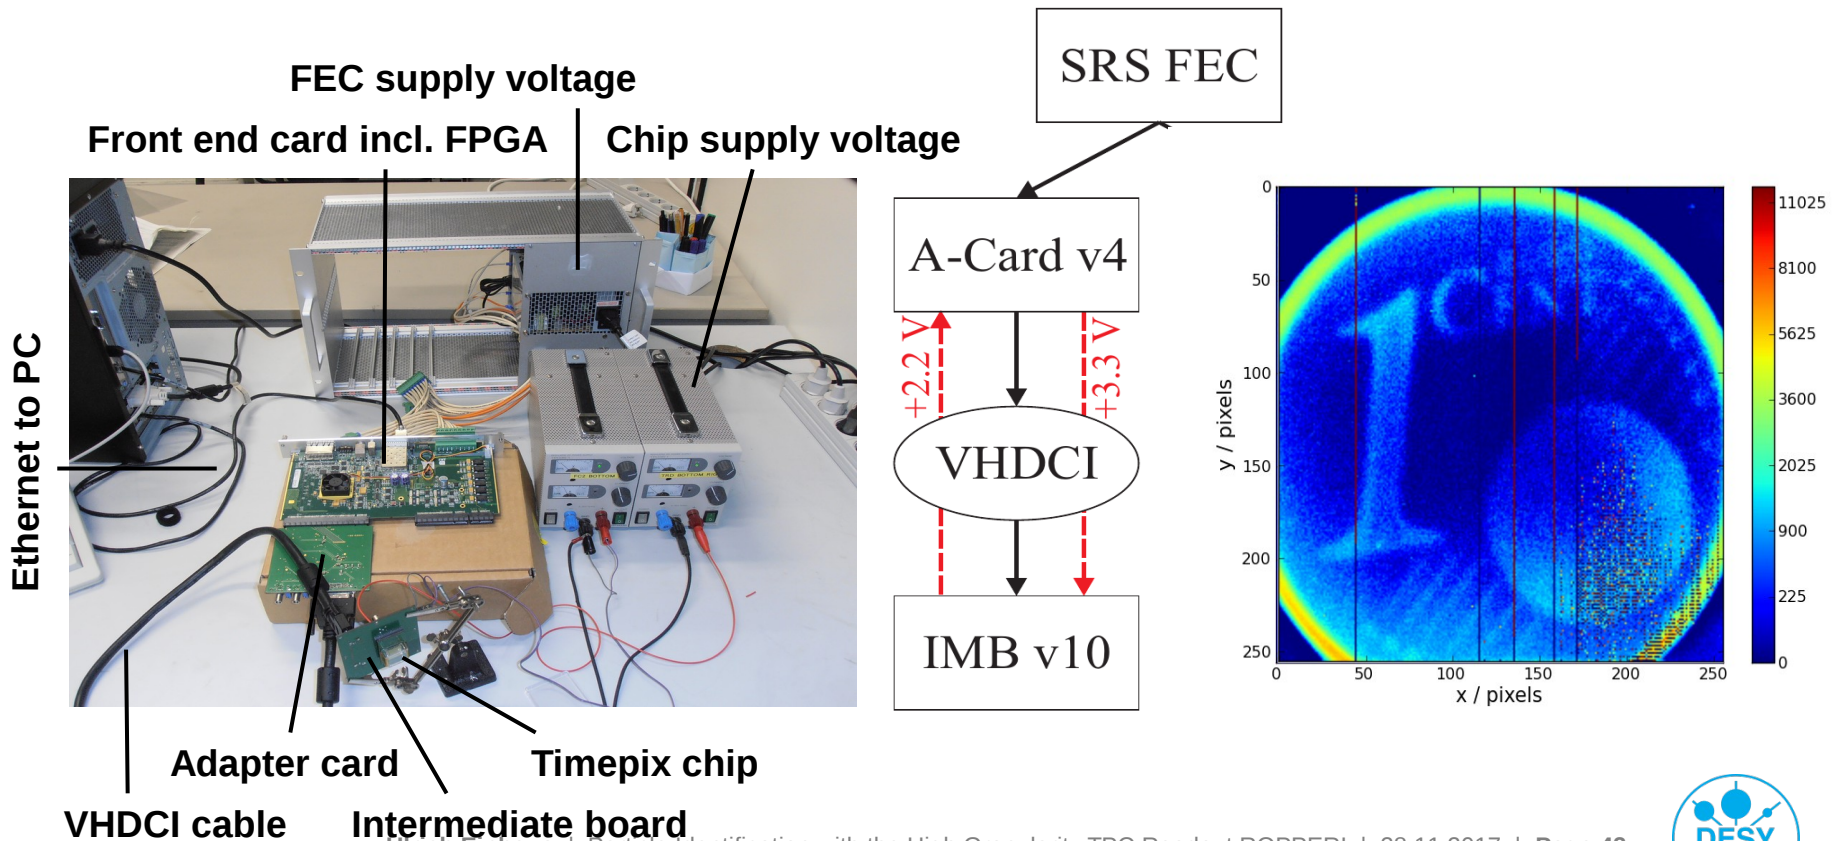 FEC supply voltage
Front end card incl. FPGA
Chip supply voltage
Ethernet to PC
Adapter card
Timepix chip
VHDCI cable
Intermediate board
SRS FEC
A-Card v4
+2.2 V
+3.3 V
VHDCI
IMB v10
0
50
100
150
200
250
y / pixels
0
50
100
150
200
250
x / pixels
11025
8100
5625
3600
2025
900
225
0
DESY